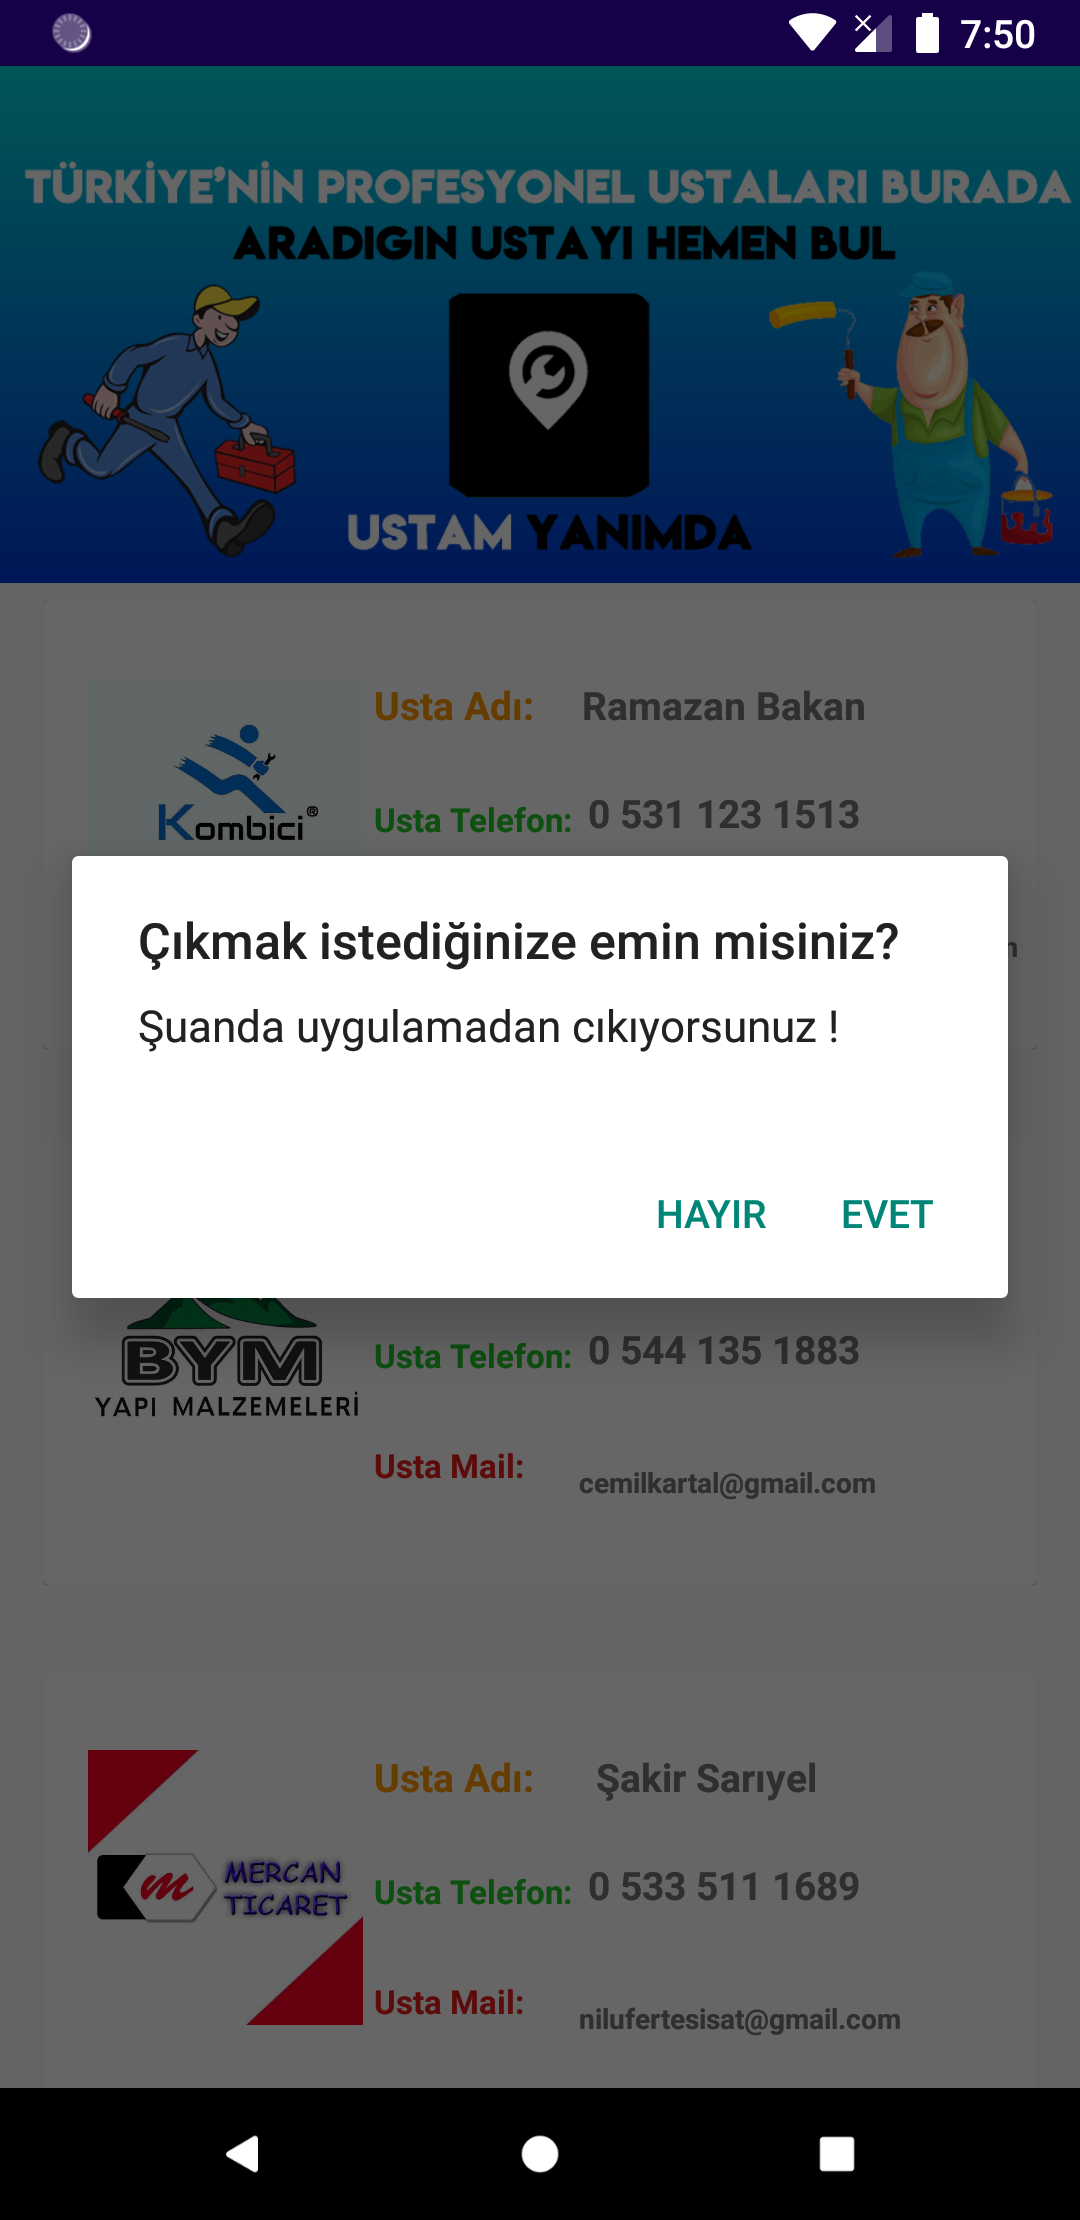 7:50
TÜRKİYE'NİN PROFESYONEL USTALARI BURADA
ARADIGIN USTAYI HEMEN BUL
USTAM YANIMDA
Kombici®
Usta Adı: Ramazan Bakan
Usta Telefon: 0 531 123 1513
Çıkmak istediğinize emin misiniz?
Şuanda uygulamadan cıkıyorsunuz !
HAYIR EVET
BYM
YAPI MALZEMELERİ
Usta Telefon: 0 544 135 1883
Usta Mail: cemilkartal@gmail.com
m MERCAN
TICARET
Usta Adı: Şakir Sarıyel
Usta Telefon: 0 533 511 1689
Usta Mail: nilufertesisat@gmail.com